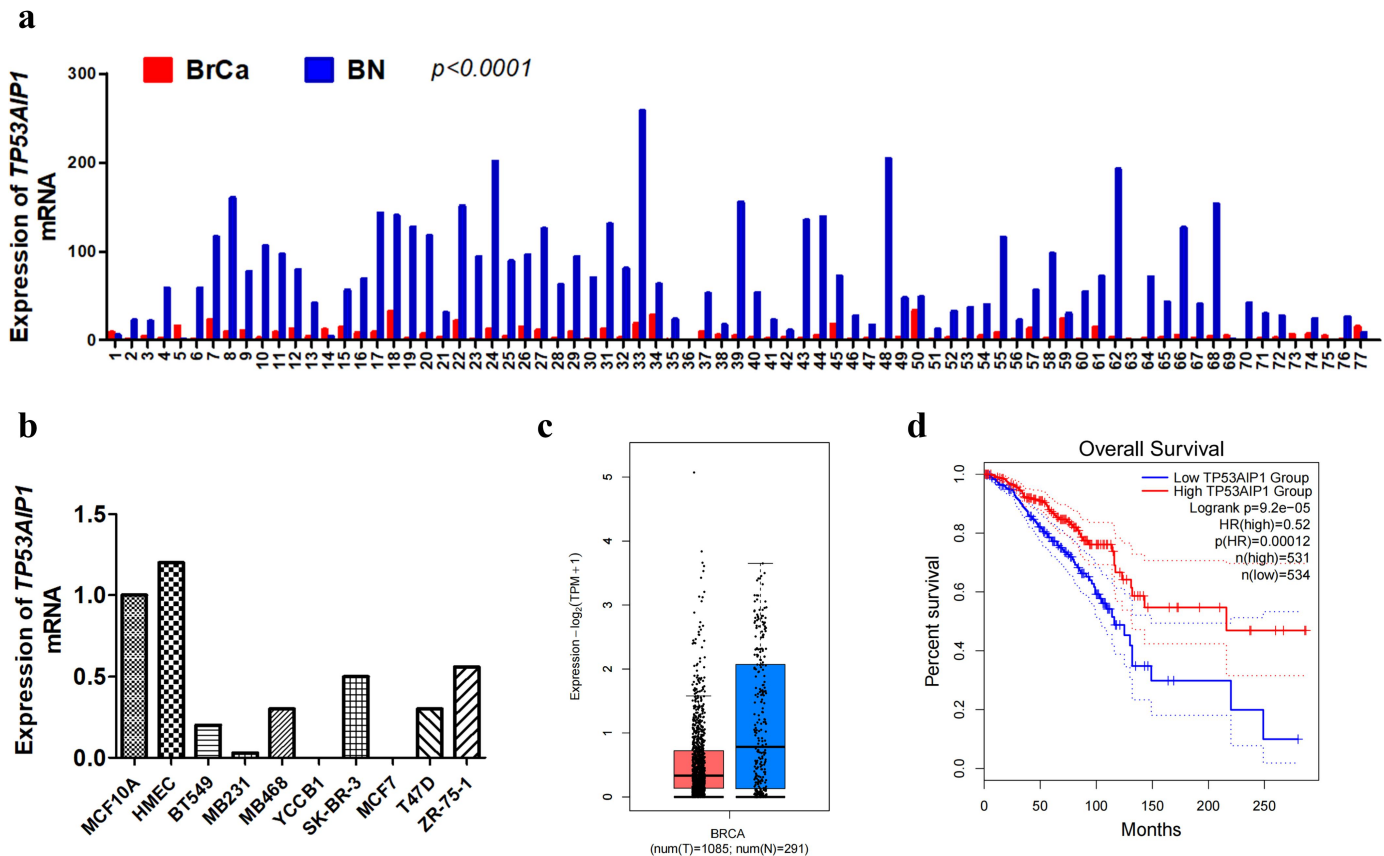 a
BrCa BN p<0.0001
Expression of TP53AIP1
mRNA
300
200
100
0
1 2 3 4 5 6 7 8 9 10 11 12 13 14 15 16 17 18 19 20 21 22 23 24 25 26 27 28 29 30 31 32 33 34 35 36 37 38 39 40 41 42 43 44 45 46 47 48 49 50 51 52 53 54 55 56 57 58 59 60 61 62 63 64 65 66 67 68 69 70 71 72 73 74 75 76 77
b
Expression of TP53AIP1
mRNA
1.5
1.0
0.5
0.0
MCF10A HMEC BT549 MB231 MB468 YCCB1 SK-BR-3 MCF7 T47D ZR-75-1
c
Expression−log2(TPM+1)
5
4
3
2
1
0
BRCA
(num(T)=1085; num(N)=291)
d
Overall Survival
Low TP53AIP1 Group
High TP53AIP1 Group
Logrank p=9.2e−05
HR(high)=0.52
p(HR)=0.00012
n(high)=531
n(low)=534
Percent survival
1.0
0.8
0.6
0.4
0.2
0.0
0 50 100 150 200 250
Months